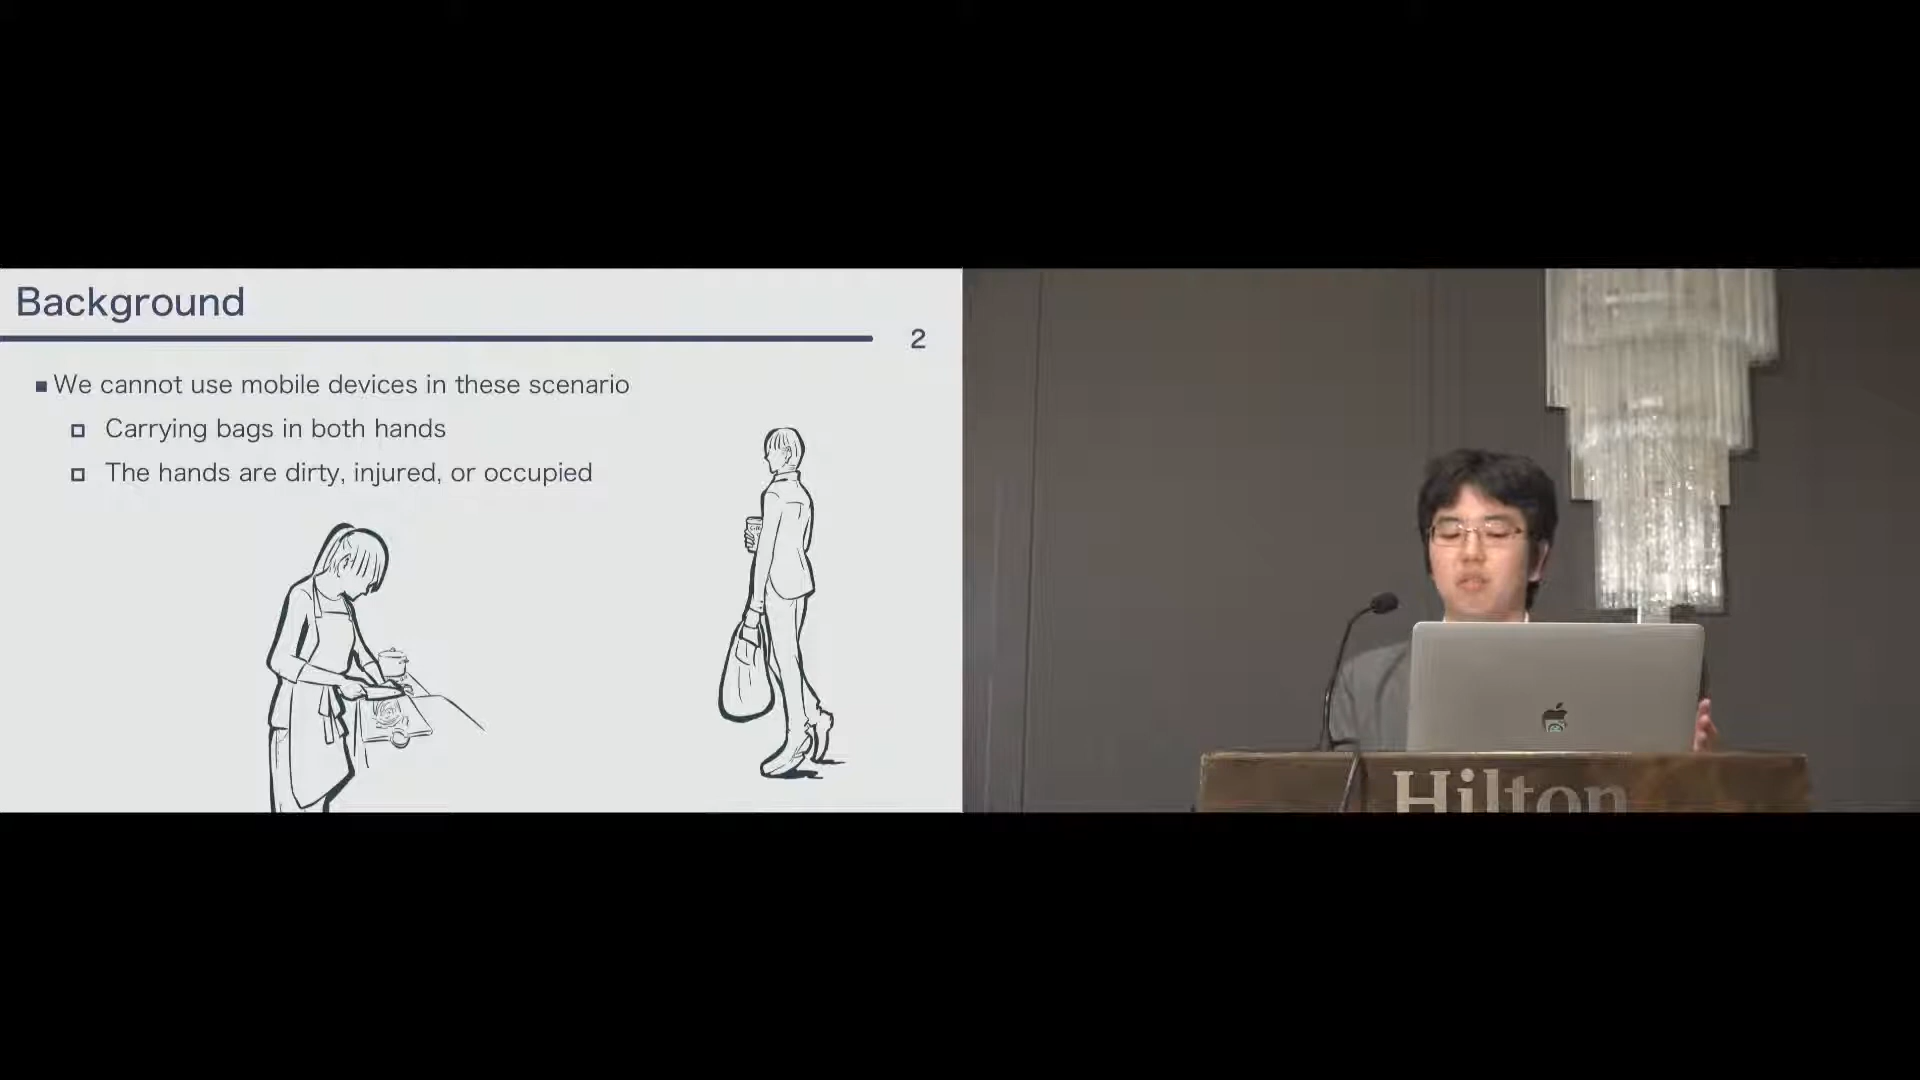 Background
2
We cannot use mobile devices in these scenario
Carrying bags in both hands
The hands are dirty, injured, or occupied
Hilton